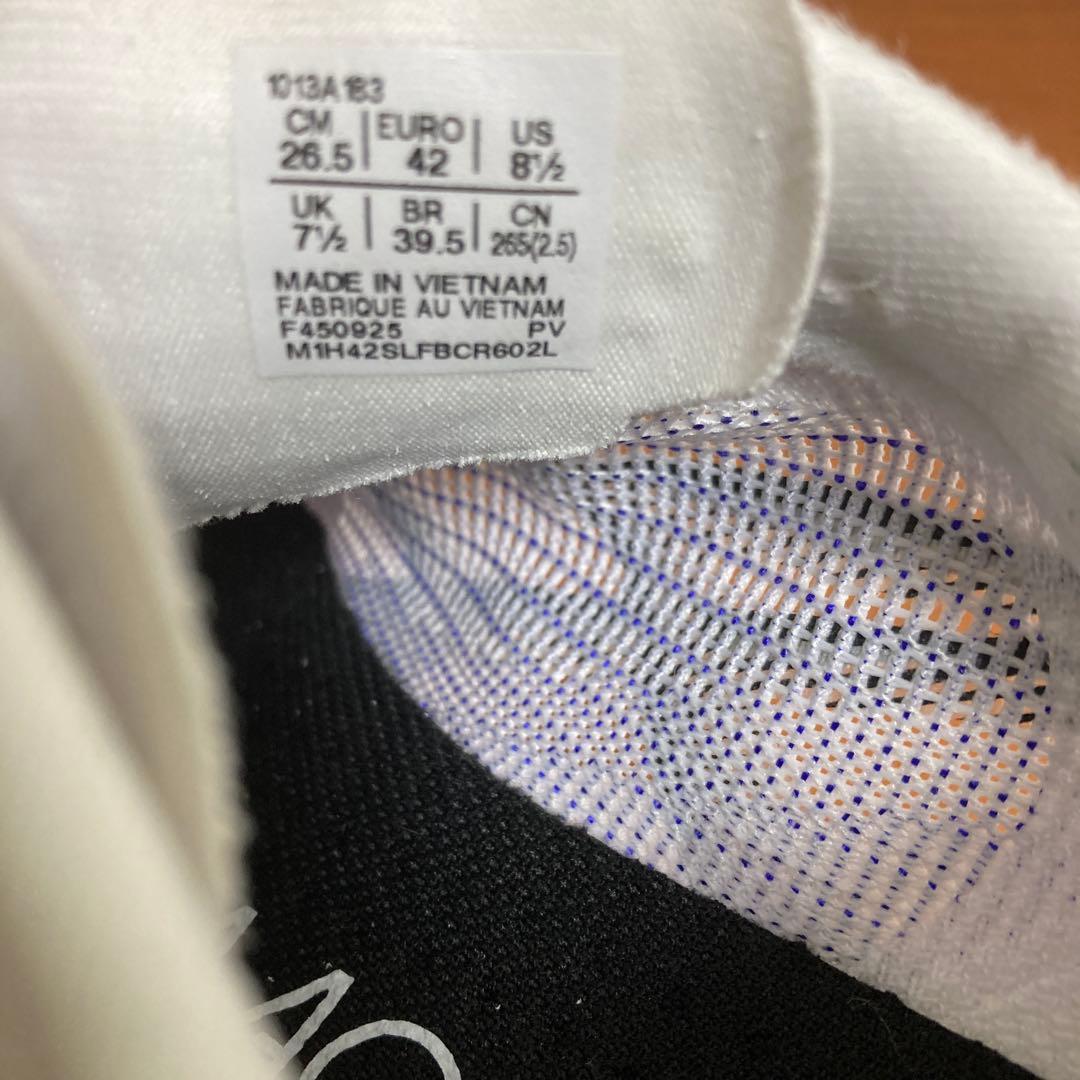 1013A183
CM | EURO | US
26.5 | 42 | 8½
UK | BR | CN
7½ | 39.5 | 265(2.5)
MADE IN VIETNAM
FABRIQUE AU VIETNAM
F450925 PV
M1H42SLFBCR602L